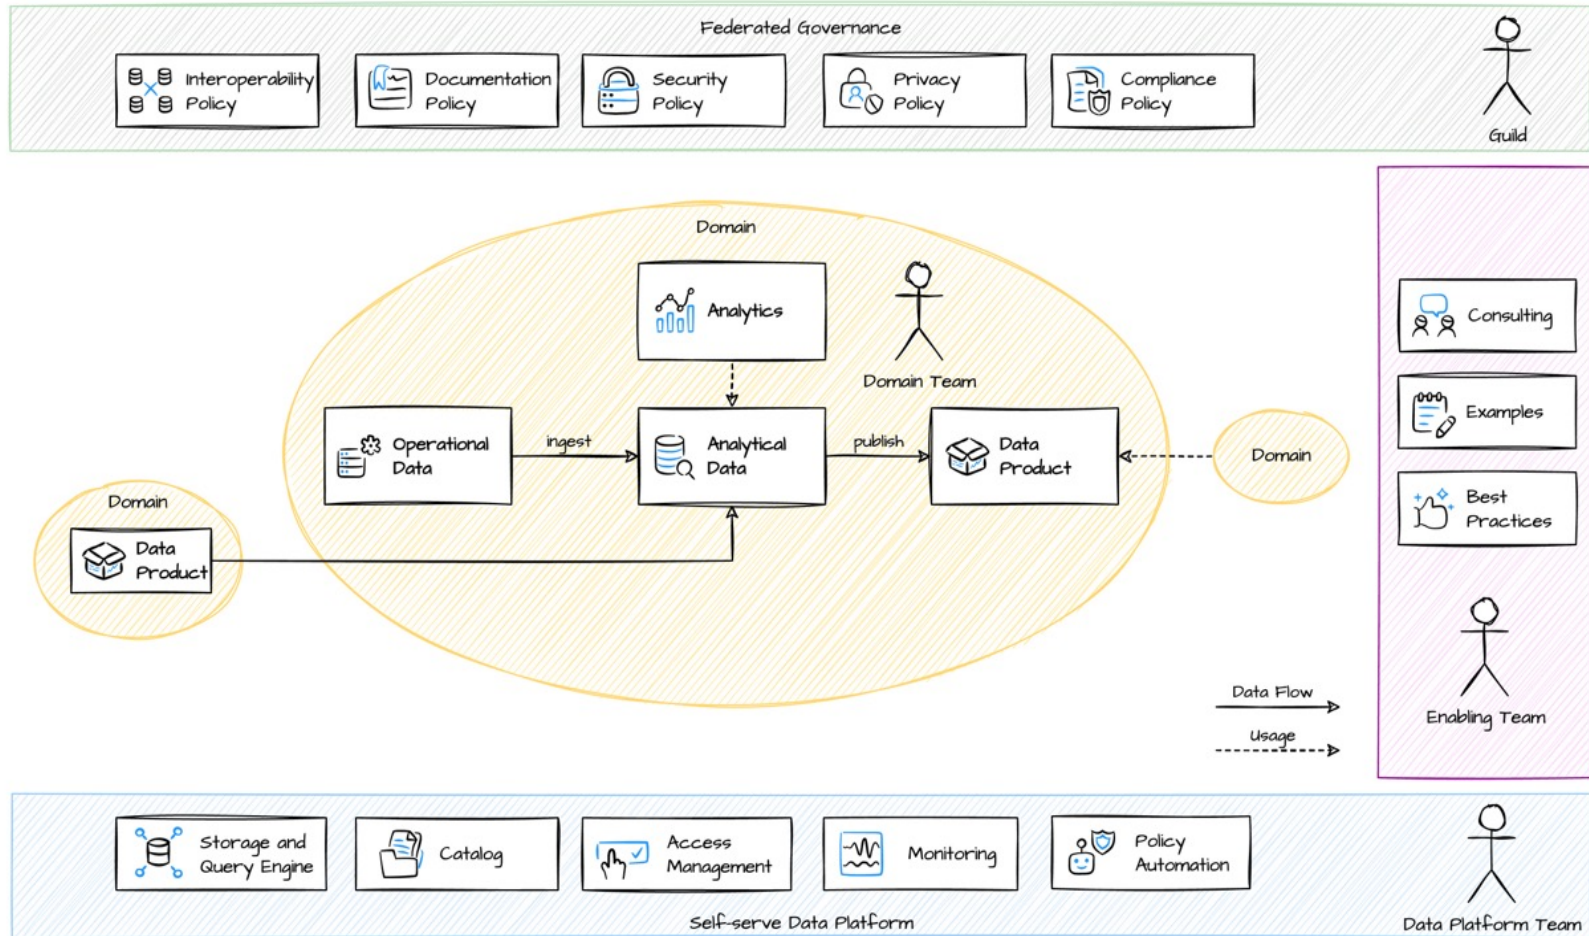 Federated Governance
Interoperability
Policy
Documentation
Policy
Security
Policy
Privacy
Policy
Compliance
Policy
Guild
Domain
Analytics
Domain Team
Operational
Data
ingest
Analytical
Data
publish
Data
Product
Domain
Domain
Data
Product
Consulting
Examples
Best
Practices
Enabling Team
Data Flow
Usage
Storage and
Query Engine
Catalog
Access
Management
Monitoring
Policy
Automation
Self-serve Data Platform
Data Platform Team